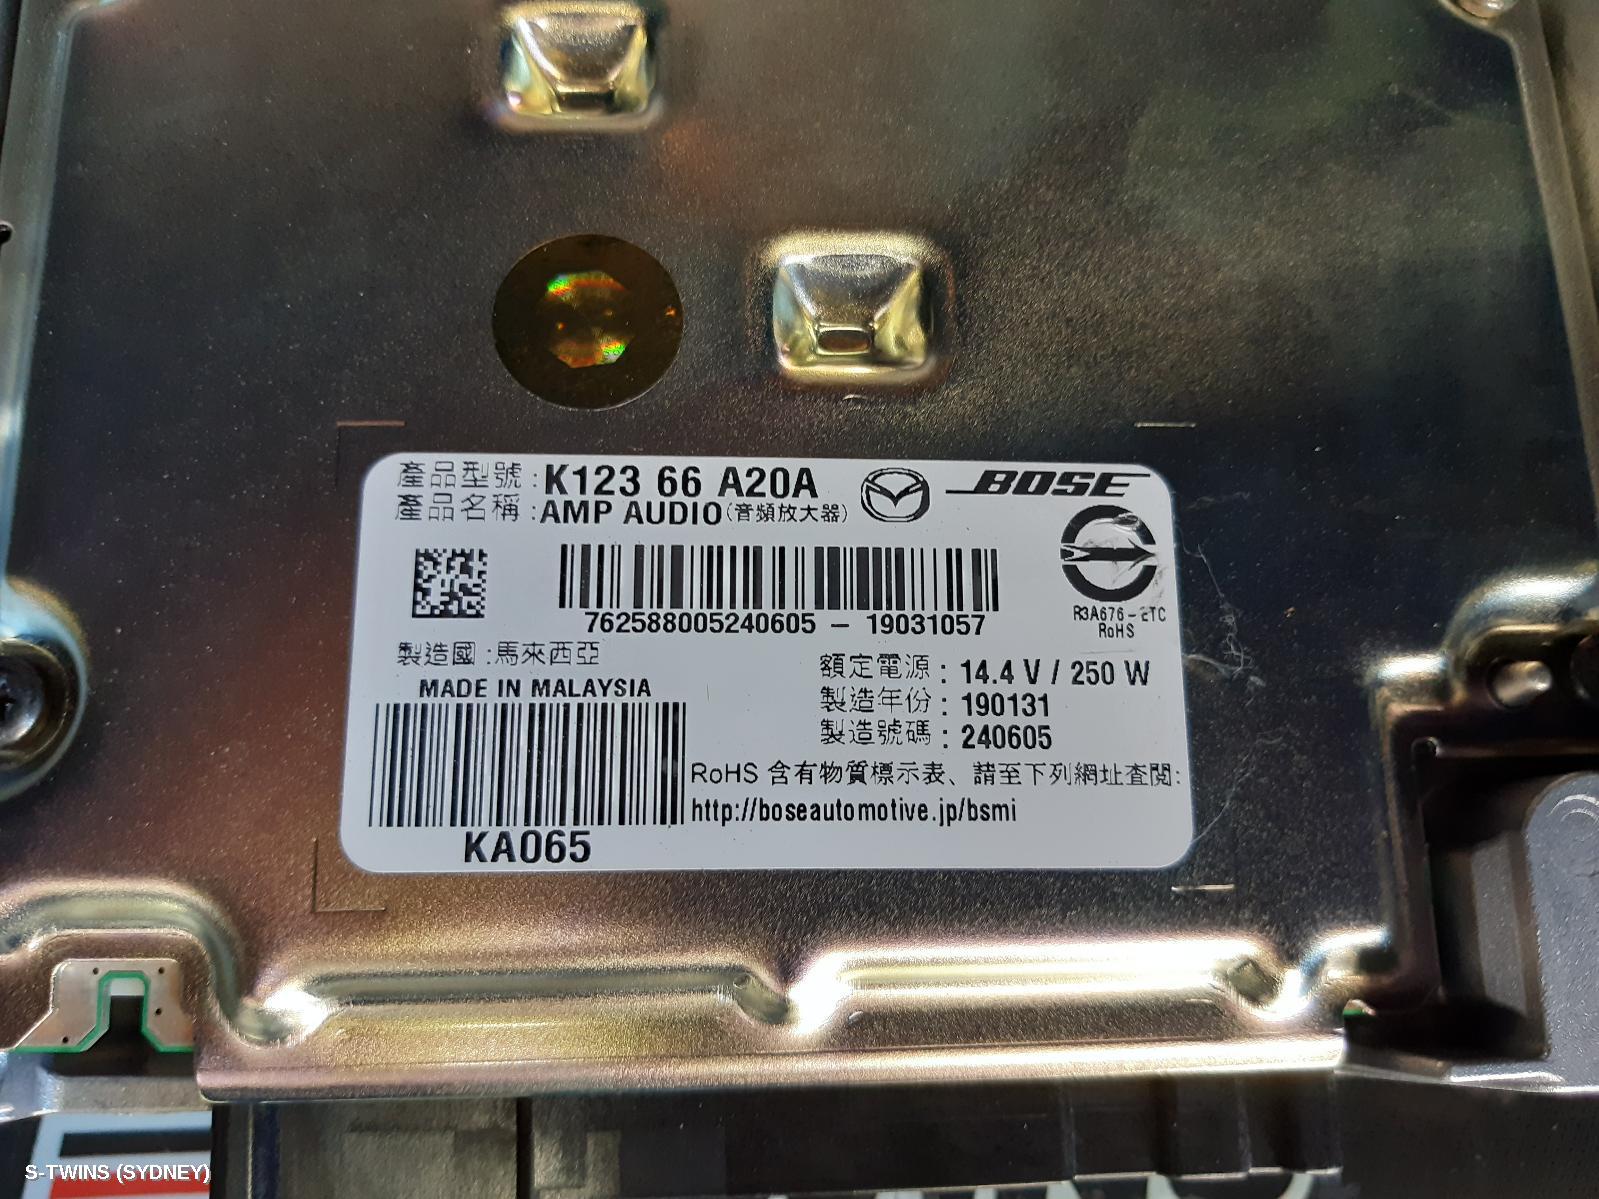 產品型號 : K123 66 A20A
產品名稱 : AMP AUDIO (音頻放大器)
BOSE
762588005240605 - 19031057
R3A676 - ETC
RoHS
製造國 : 馬來西亞
MADE IN MALAYSIA
額定電源 : 14.4 V / 250 W
製造年份 : 190131
製造號碼 : 240605
RoHS 含有物質標示表、請至下列網址查閱:
http://boseautomotive.jp/bsmi
KA065
S-TWINS (SYDNEY)